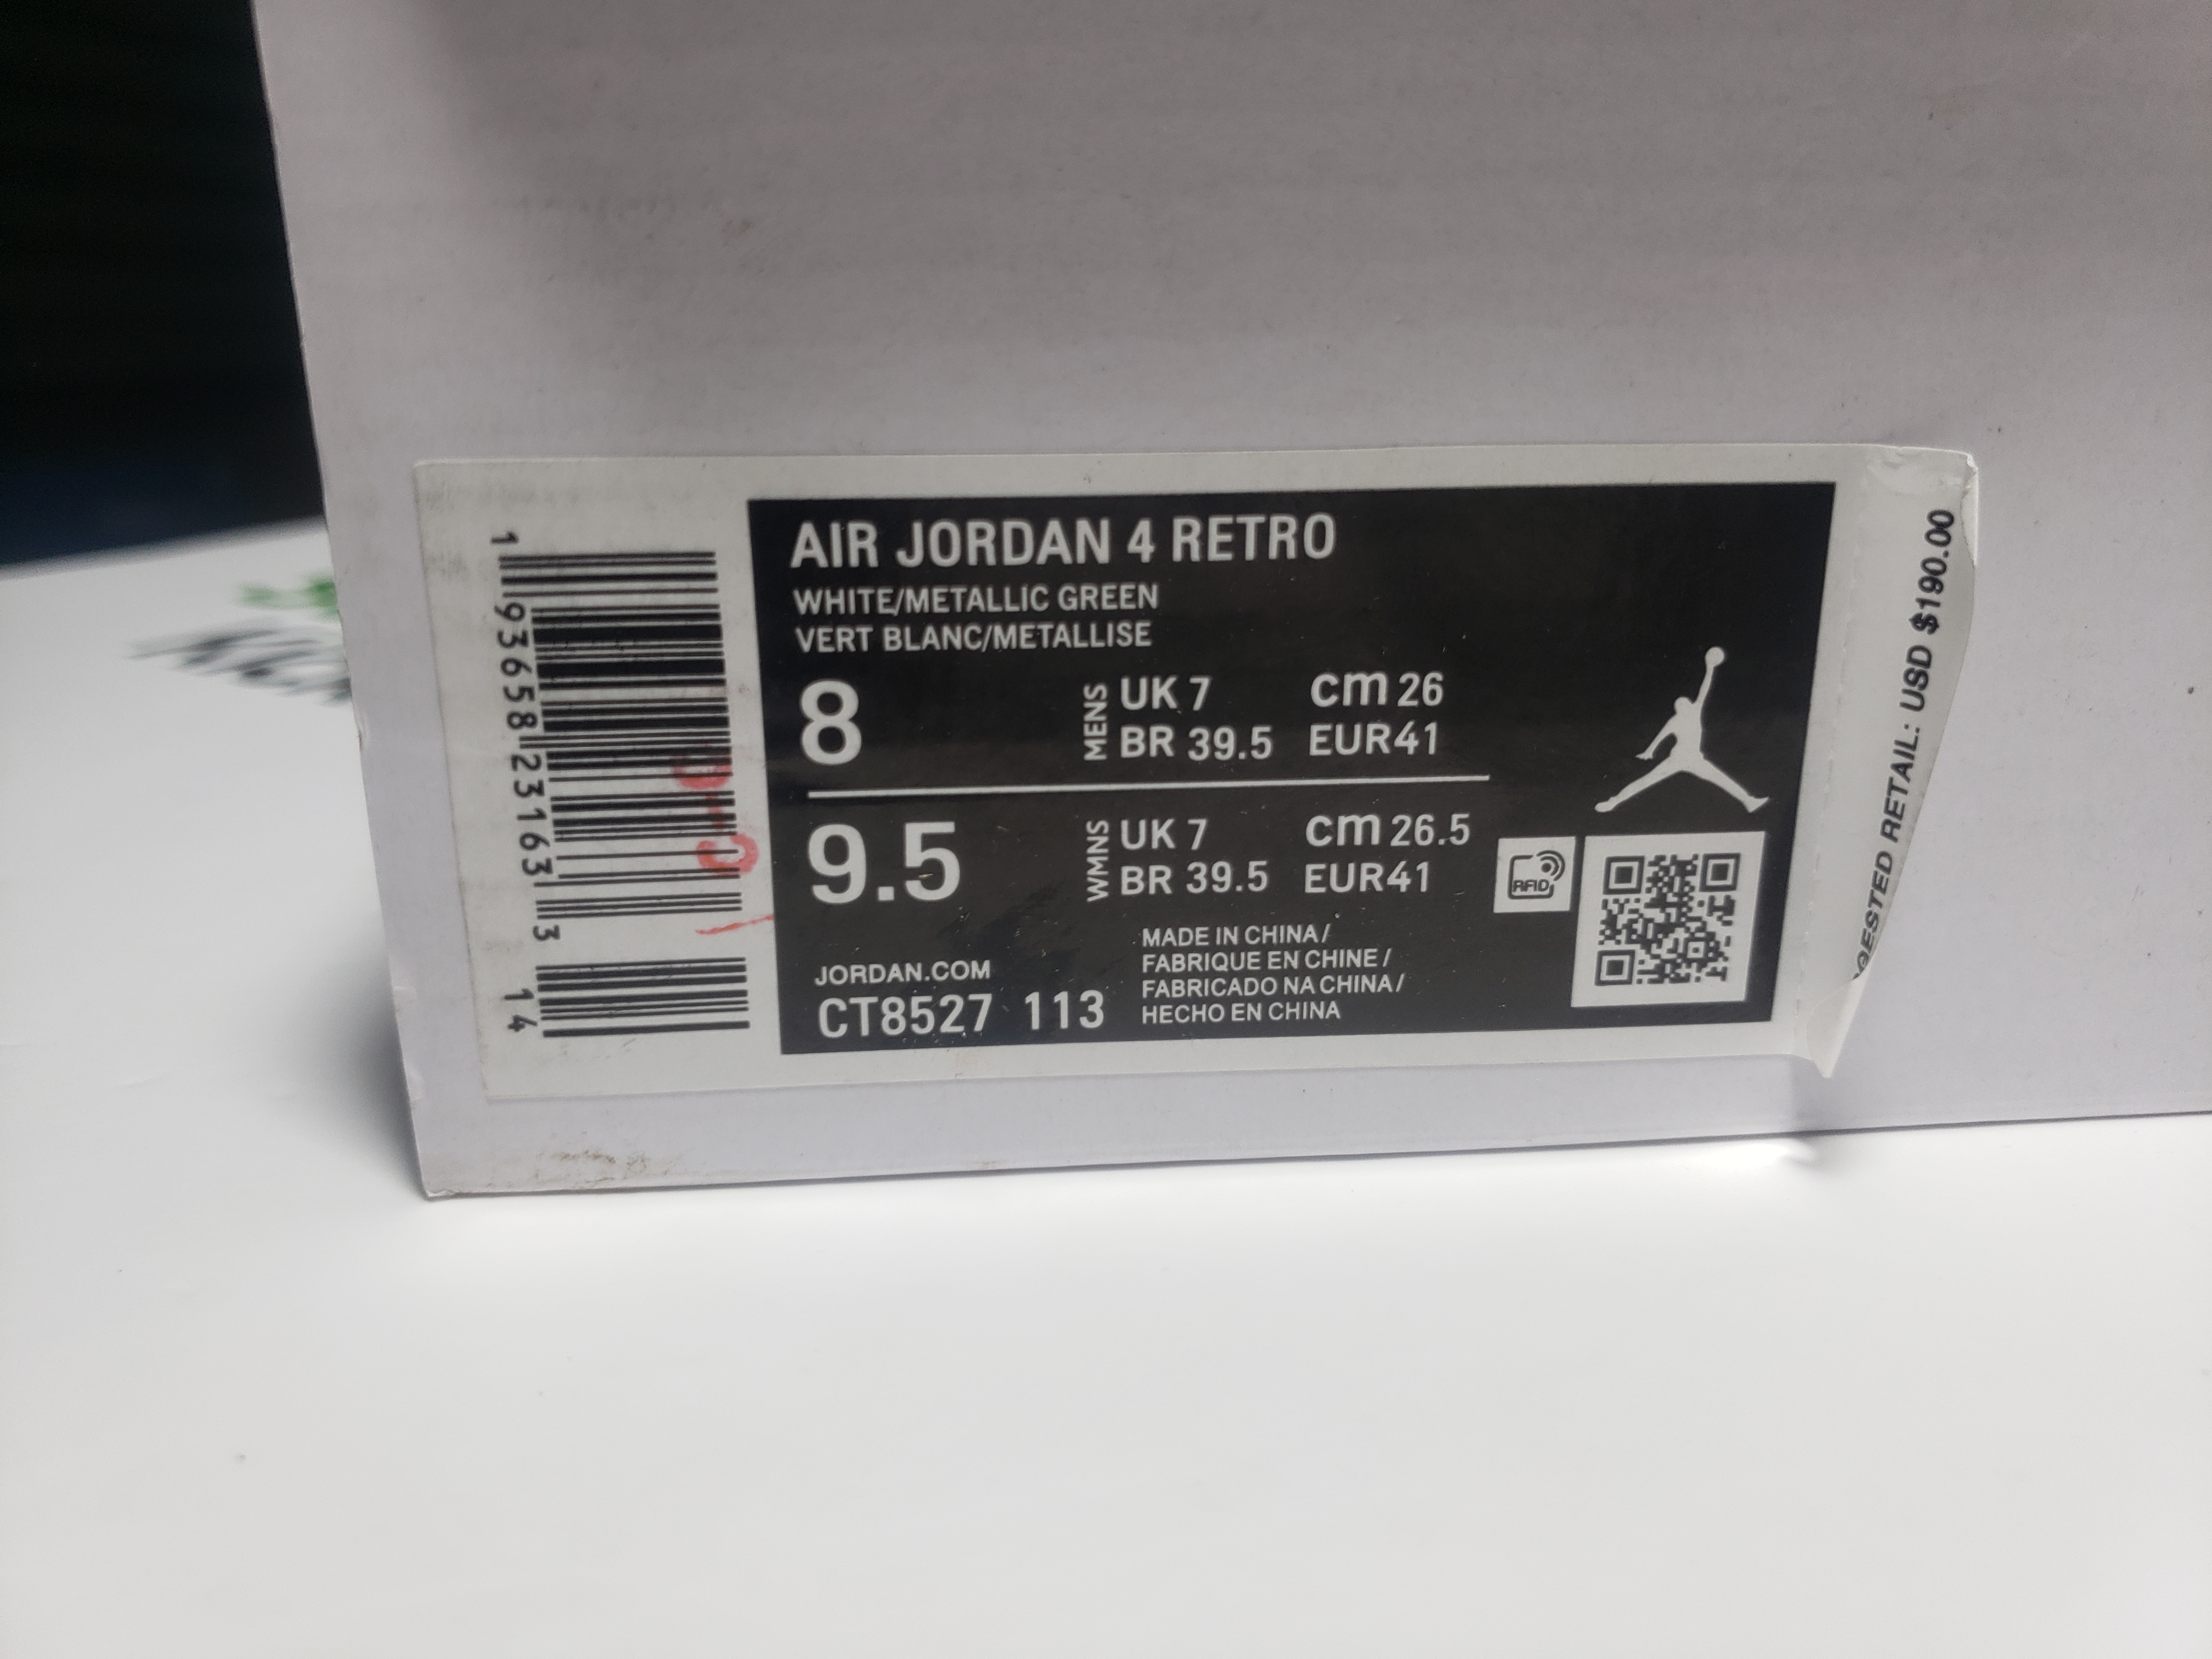 1 93658 23163 3
14
AIR JORDAN 4 RETRO
WHITE/METALLIC GREEN
VERT BLANC/METALLISE
8
MENS
UK 7 cm 26
BR 39.5 EUR41
9.5
WMNS
UK 7 cm 26.5
BR 39.5 EUR41
RFID
MADE IN CHINA /
FABRIQUE EN CHINE /
FABRICADO NA CHINA /
HECHO EN CHINA
JORDAN.COM
CT8527 113
RETAIL: USD $190.00